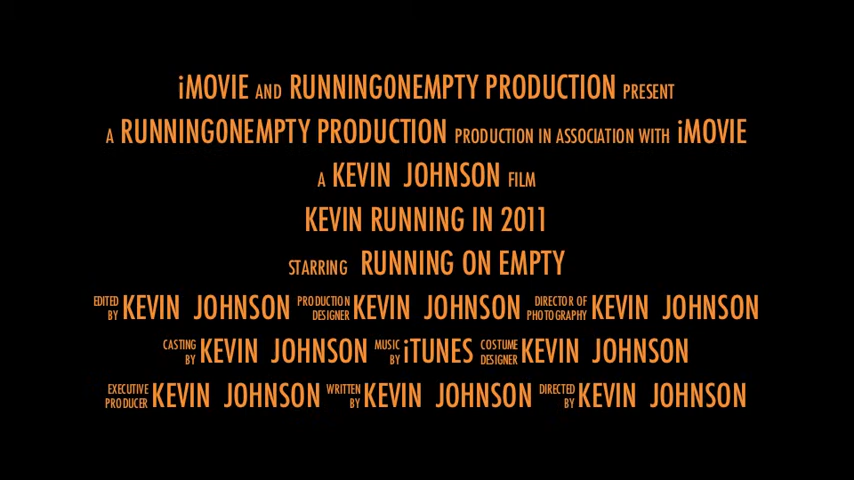 iMOVIE AND RUNNINGONEMPTY PRODUCTION PRESENT
A RUNNINGONEMPTY PRODUCTION PRODUCTION IN ASSOCIATION WITH iMOVIE
A KEVIN JOHNSON FILM
KEVIN RUNNING IN 2011
STARRING RUNNING ON EMPTY
EDITED BY KEVIN JOHNSON PRODUCTION DESIGNER KEVIN JOHNSON DIRECTOR OF PHOTOGRAPHY KEVIN JOHNSON
CASTING BY KEVIN JOHNSON MUSIC BY iTUNES COSTUME DESIGNER KEVIN JOHNSON
EXECUTIVE PRODUCER KEVIN JOHNSON WRITTEN BY KEVIN JOHNSON DIRECTED BY KEVIN JOHNSON